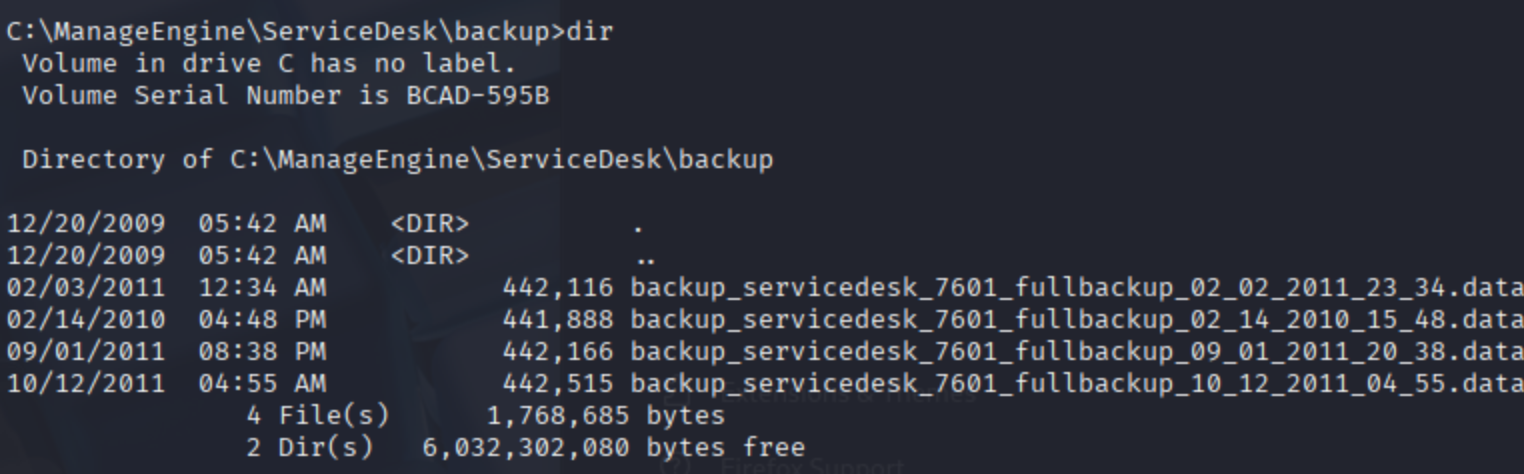 C:\ManageEngine\ServiceDesk\backup>dir
Volume in drive C has no label.
Volume Serial Number is BCAD-595B
Directory of C:\ManageEngine\ServiceDesk\backup
12/20/2009  05:42 AM    <DIR>          .
12/20/2009  05:42 AM    <DIR>          ..
02/03/2011  12:34 AM           442,116 backup_servicedesk_7601_fullbackup_02_02_2011_23_34.data
02/14/2010  04:48 PM           441,888 backup_servicedesk_7601_fullbackup_02_14_2010_15_48.data
09/01/2011  08:38 PM           442,166 backup_servicedesk_7601_fullbackup_09_01_2011_20_38.data
10/12/2011  04:55 AM           442,515 backup_servicedesk_7601_fullbackup_10_12_2011_04_55.data
Extensions & Themes
4 File(s)      1,768,685 bytes
2 Dir(s)   6,032,302,080 bytes free
Firefox Support